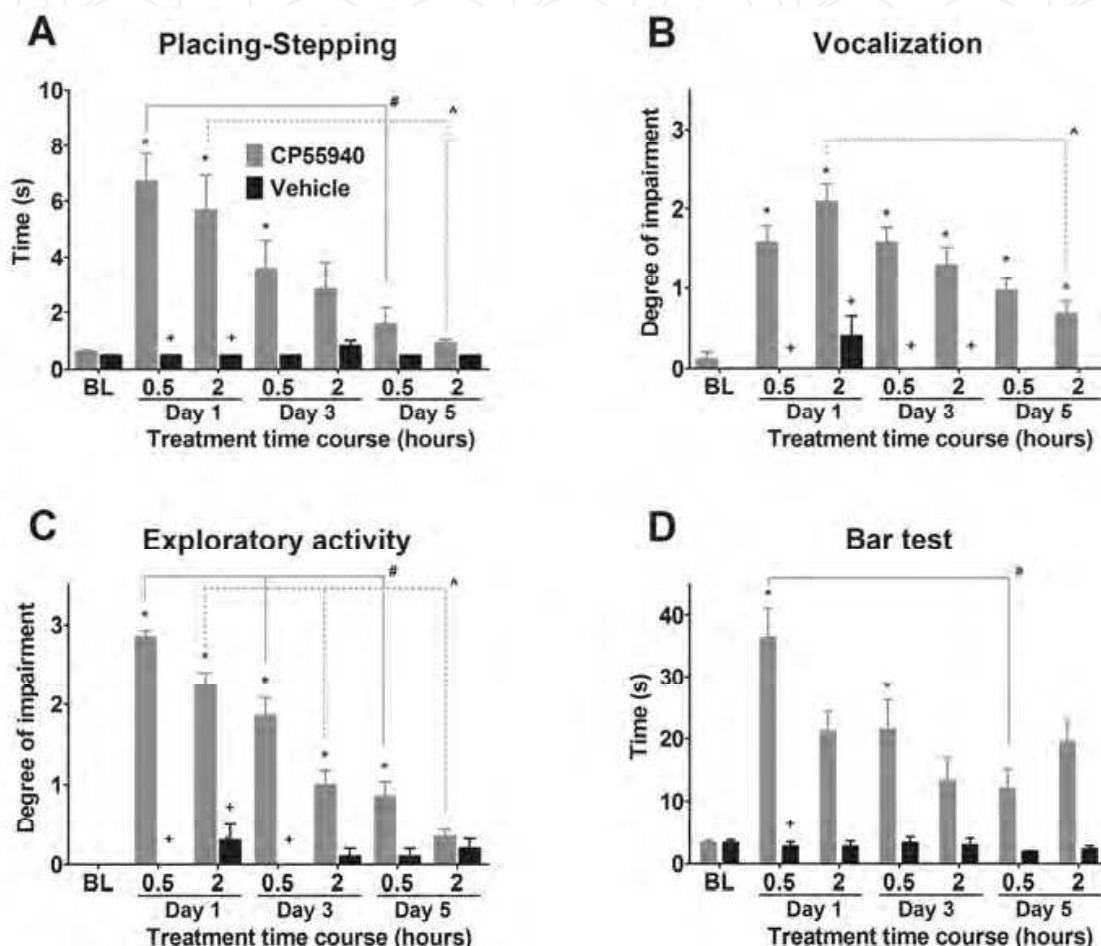 A
Placing-Stepping
10
8
6
4
2
0
Time (s)
#
^
*
*
*
+
+
CP55940
Vehicle
BL
0.5
2
0.5
2
0.5
2
Day 1
Day 3
Day 5
Treatment time course (hours)
B
Vocalization
3
2
1
0
Degree of impairment
^
*
*
*
*
*
*
+
+
+
+
BL
0.5
2
0.5
2
0.5
2
Day 1
Day 3
Day 5
Treatment time course (hours)
C
Exploratory activity
3
2
1
0
Degree of impairment
#
^
*
*
*
*
*
+
+
+
BL
0.5
2
0.5
2
0.5
2
Day 1
Day 3
Day 5
Treatment time course (hours)
D
Bar test
40
30
20
10
0
Time (s)
*
+
BL
0.5
2
0.5
2
0.5
2
Day 1
Day 3
Day 5
Treatment time course (hours)